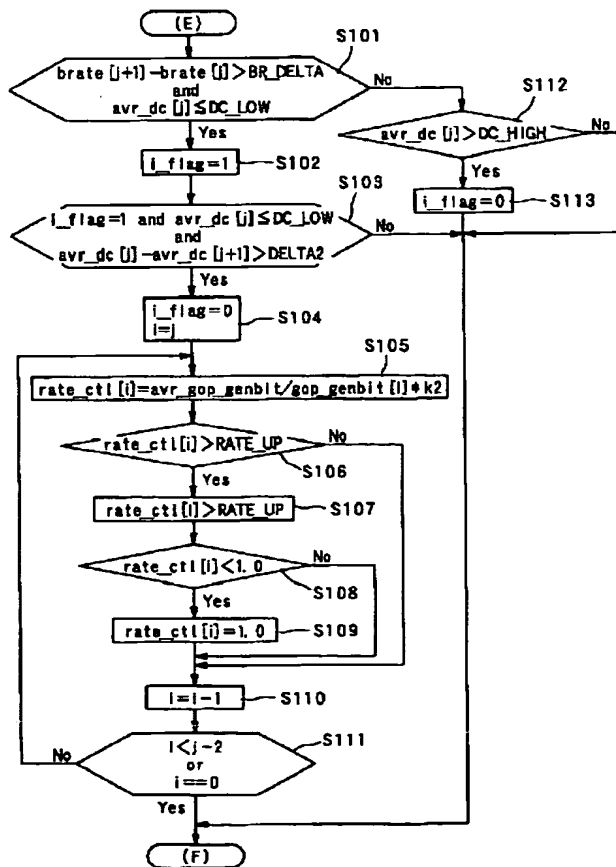 (E)
S101
brate[j+1]-brate[j]>BR_DELTA
and
avr_dc[j]≤DC_LOW
No
Yes
S112
avr_dc[j]>DC_HIGH
No
Yes
i_flag=1
S102
i_flag=0
S113
S103
i_flag=1 and avr_dc[j]≤DC_LOW
and
avr_dc[j]-avr_dc[j+1]>DELTA2
No
Yes
i_flag=0
i=j
S104
S105
rate_ctl[i]=avr_gop_genbit/gop_genbit[i]*k2
rate_ctl[i]>RATE_UP
No
S106
Yes
rate_ctl[i]>RATE_UP
S107
rate_ctl[i]<1.0
No
S108
Yes
rate_ctl[i]=1.0
S109
i=i-1
S110
S111
i<j-2
or
i==0
No
Yes
(F)